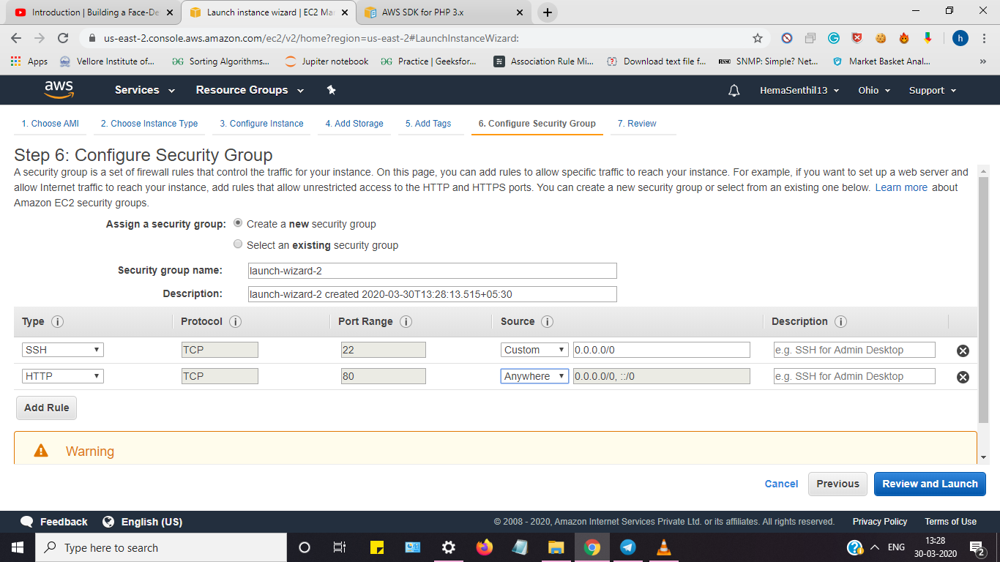 Introduction | Building a Face-De
Launch instance wizard | EC2 Mar
AWS SDK for PHP 3.x
us-east-2.console.aws.amazon.com/ec2/v2/home?region=us-east-2#LaunchInstanceWizard:
h
Apps
Vellore Institute of...
Sorting Algorithms...
Jupiter notebook
Practice | Geeksfor...
Association Rule Mi...
Download text file f...
SNMP: Simple? Net...
Market Basket Anal...
aws
Services
Resource Groups
HemaSenthil13
Ohio
Support
1. Choose AMI
2. Choose Instance Type
3. Configure Instance
4. Add Storage
5. Add Tags
6. Configure Security Group
7. Review
Step 6: Configure Security Group
A security group is a set of firewall rules that control the traffic for your instance. On this page, you can add rules to allow specific traffic to reach your instance. For example, if you want to set up a web server and
allow Internet traffic to reach your instance, add rules that allow unrestricted access to the HTTP and HTTPS ports. You can create a new security group or select from an existing one below. Learn more about
Amazon EC2 security groups.
Assign a security group: Create a new security group
Select an existing security group
Security group name: launch-wizard-2
Description: launch-wizard-2 created 2020-03-30T13:28:13.515+05:30
Type i Protocol i Port Range i Source i Description i
SSH TCP 22 Custom 0.0.0.0/0 e.g. SSH for Admin Desktop
HTTP TCP 80 Anywhere 0.0.0.0/0, ::/0 e.g. SSH for Admin Desktop
Add Rule
Warning
Cancel Previous Review and Launch
Feedback English (US) © 2008 - 2020, Amazon Internet Services Private Ltd. or its affiliates. All rights reserved. Privacy Policy Terms of Use
Type here to search
ENG
13:28
30-03-2020
2